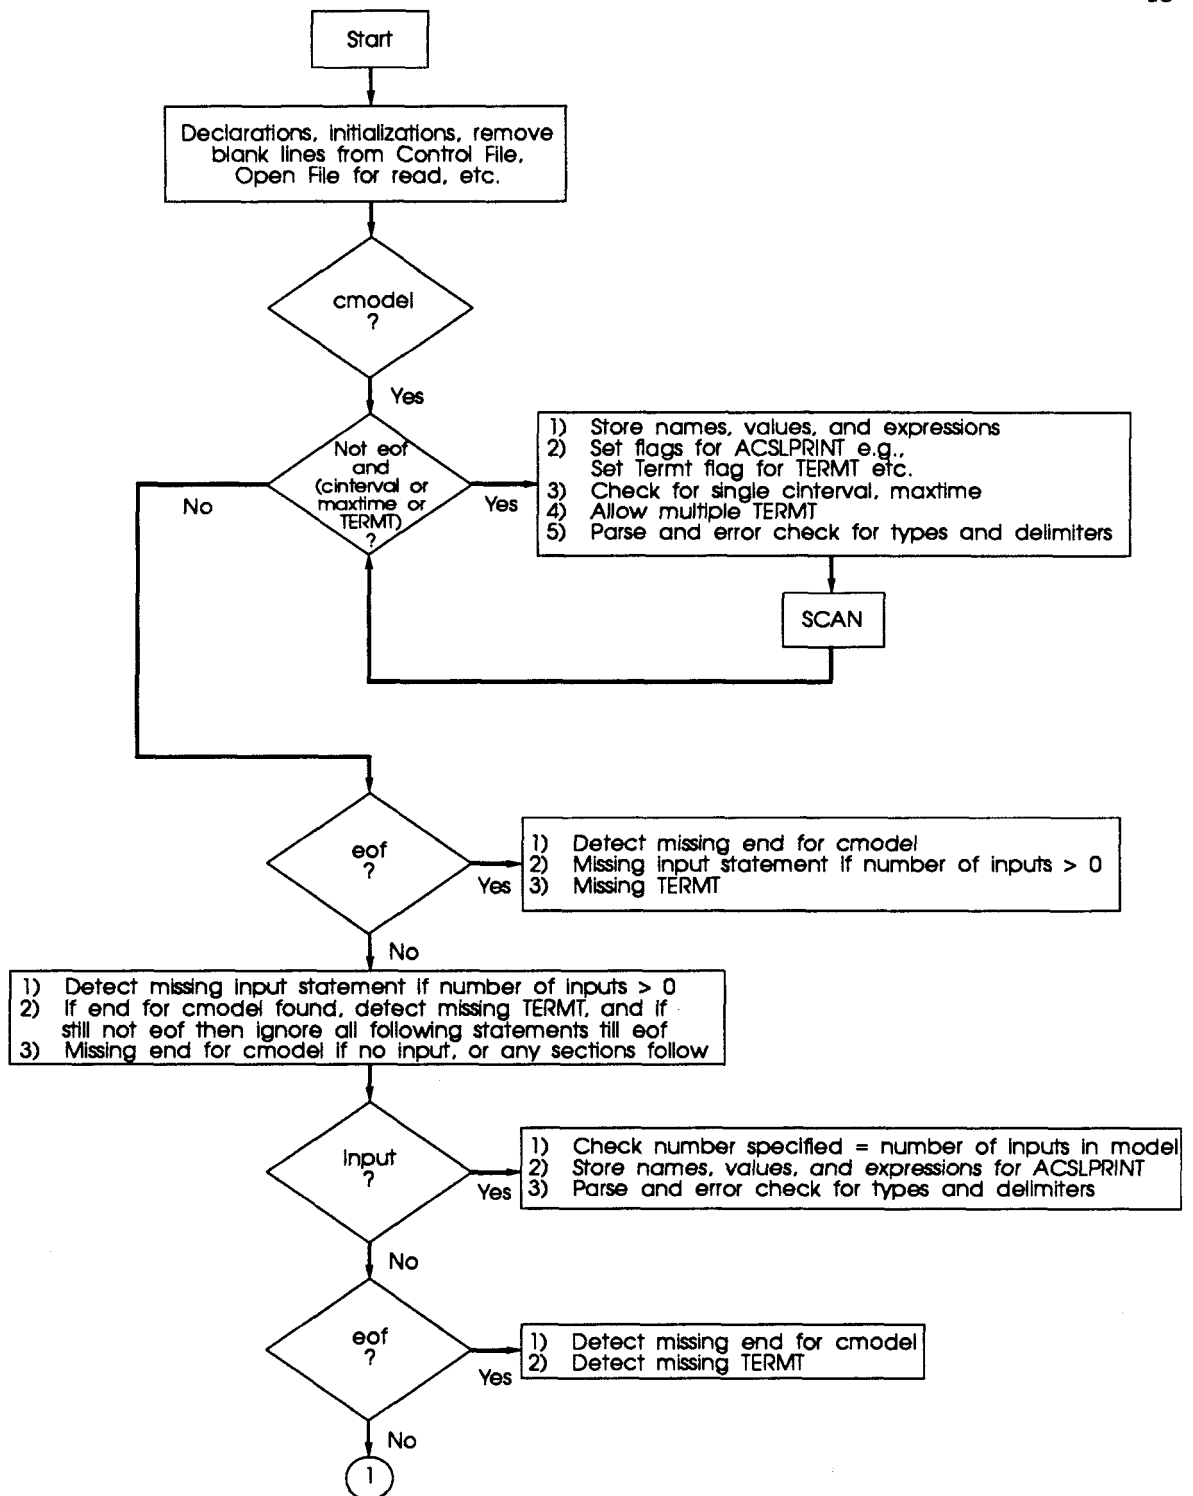 Start
Declarations, initializations, remove
blank lines from Control File,
Open File for read, etc.
cmodel
?
Yes
Not eof
and
(cinterval or
maxtime or
TERMT)
?
No
Yes
1) Store names, values, and expressions
2) Set flags for ACSLPRINT e.g.,
Set Termt flag for TERMT etc.
3) Check for single cinterval, maxtime
4) Allow multiple TERMT
5) Parse and error check for types and delimiters
SCAN
eof
?
Yes
1) Detect missing end for cmodel
2) Missing input statement if number of inputs > 0
3) Missing TERMT
No
1) Detect missing input statement if number of inputs > 0
2) If end for cmodel found, detect missing TERMT, and if
still not eof then ignore all following statements till eof
3) Missing end for cmodel if no input, or any sections follow
input
?
Yes
1) Check number specified = number of inputs in model
2) Store names, values, and expressions for ACSLPRINT
3) Parse and error check for types and delimiters
No
eof
?
Yes
1) Detect missing end for cmodel
2) Detect missing TERMT
No
1